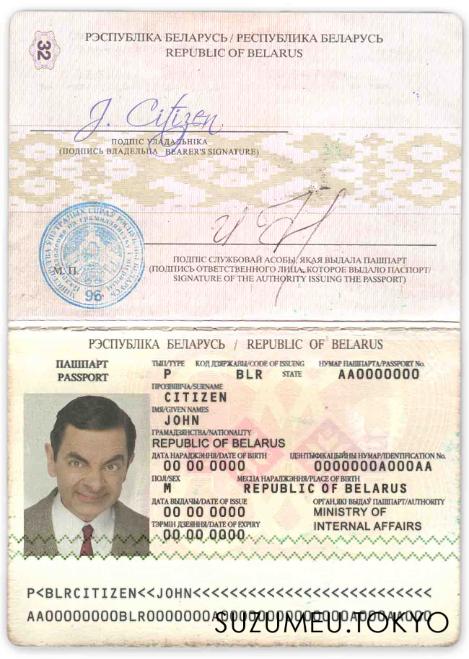 32
РЭСПУБЛІКА БЕЛАРУСЬ / РЕСПУБЛИКА БЕЛАРУСЬ
REPUBLIC OF BELARUS
J. Citizen
ПОДПІС УЛАДАЛЬНІКА
(ПОДПИСЬ ВЛАДЕЛЬЦА BEARER'S SIGNATURE)
ПОДПІС СЛУЖБОВАЙ АСОБЫ, ЯКАЯ ВЫДАЛА ПАШПАРТ
М. П.
(ПОДПИСЬ ОТВЕТСТВЕННОГО ЛИЦА, КОТОРОЕ ВЫДАЛО ПАСПОРТ/
SIGNATURE OF THE AUTHORITY ISSUING THE PASSPORT)
96
РЭСПУБЛІКА БЕЛАРУСЬ / REPUBLIC OF BELARUS
ПАШПАРТ
PASSPORT
ТЫП/TYPE КОД ДЗЯРЖАВЫ/CODE OF ISSUING STATE НУМАР ПАШПАРТА/PASSPORT No.
P BLR AA0000000
ПРОЗВІШЧА/SURNAME
CITIZEN
ІМЯ/GIVEN NAMES
JOHN
ГРАМАДЗЯНСТВА/NATIONALITY
REPUBLIC OF BELARUS
ДАТА НАРАДЖЭННЯ/DATE OF BIRTH ІДЭНТЫФІКАЦЫЙНЫ НУМАР/IDENTIFICATION No.
00 00 0000 0000000A000AA
ПОЛ/SEX МЕСЦА НАРАДЖЭННЯ/PLACE OF BIRTH
M REPUBLIC OF BELARUS
ДАТА ВЫДАЧЫ/DATE OF ISSUE ОРГАН, ЯКІ ВЫДАЎ ПАШПАРТ/AUTHORITY
00 00 0000 MINISTRY OF
ТЭРМІН ДЗЕЯННЯ/DATE OF EXPIRY INTERNAL AFFAIRS
00 00 0000
P<BLRCITIZEN<<JOHN<<<<<<<<<<<<<<<<<<<<<<<<<<
SUZUMEU.TOKYO